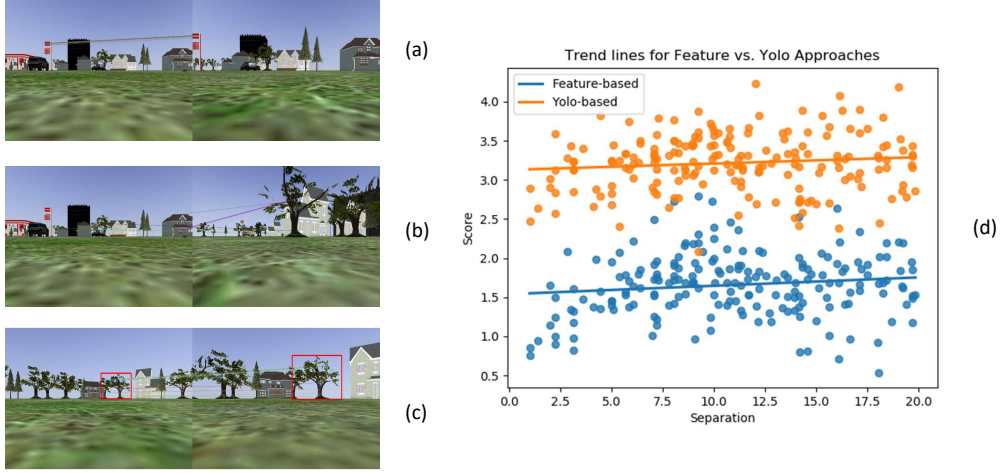 (a)
(b)
(c)
Trend lines for Feature vs. Yolo Approaches
Feature-based
Yolo-based
4.0
3.5
3.0
2.5
2.0
1.5
1.0
0.5
Score
0.0 2.5 5.0 7.5 10.0 12.5 15.0 17.5 20.0
Separation
(d)